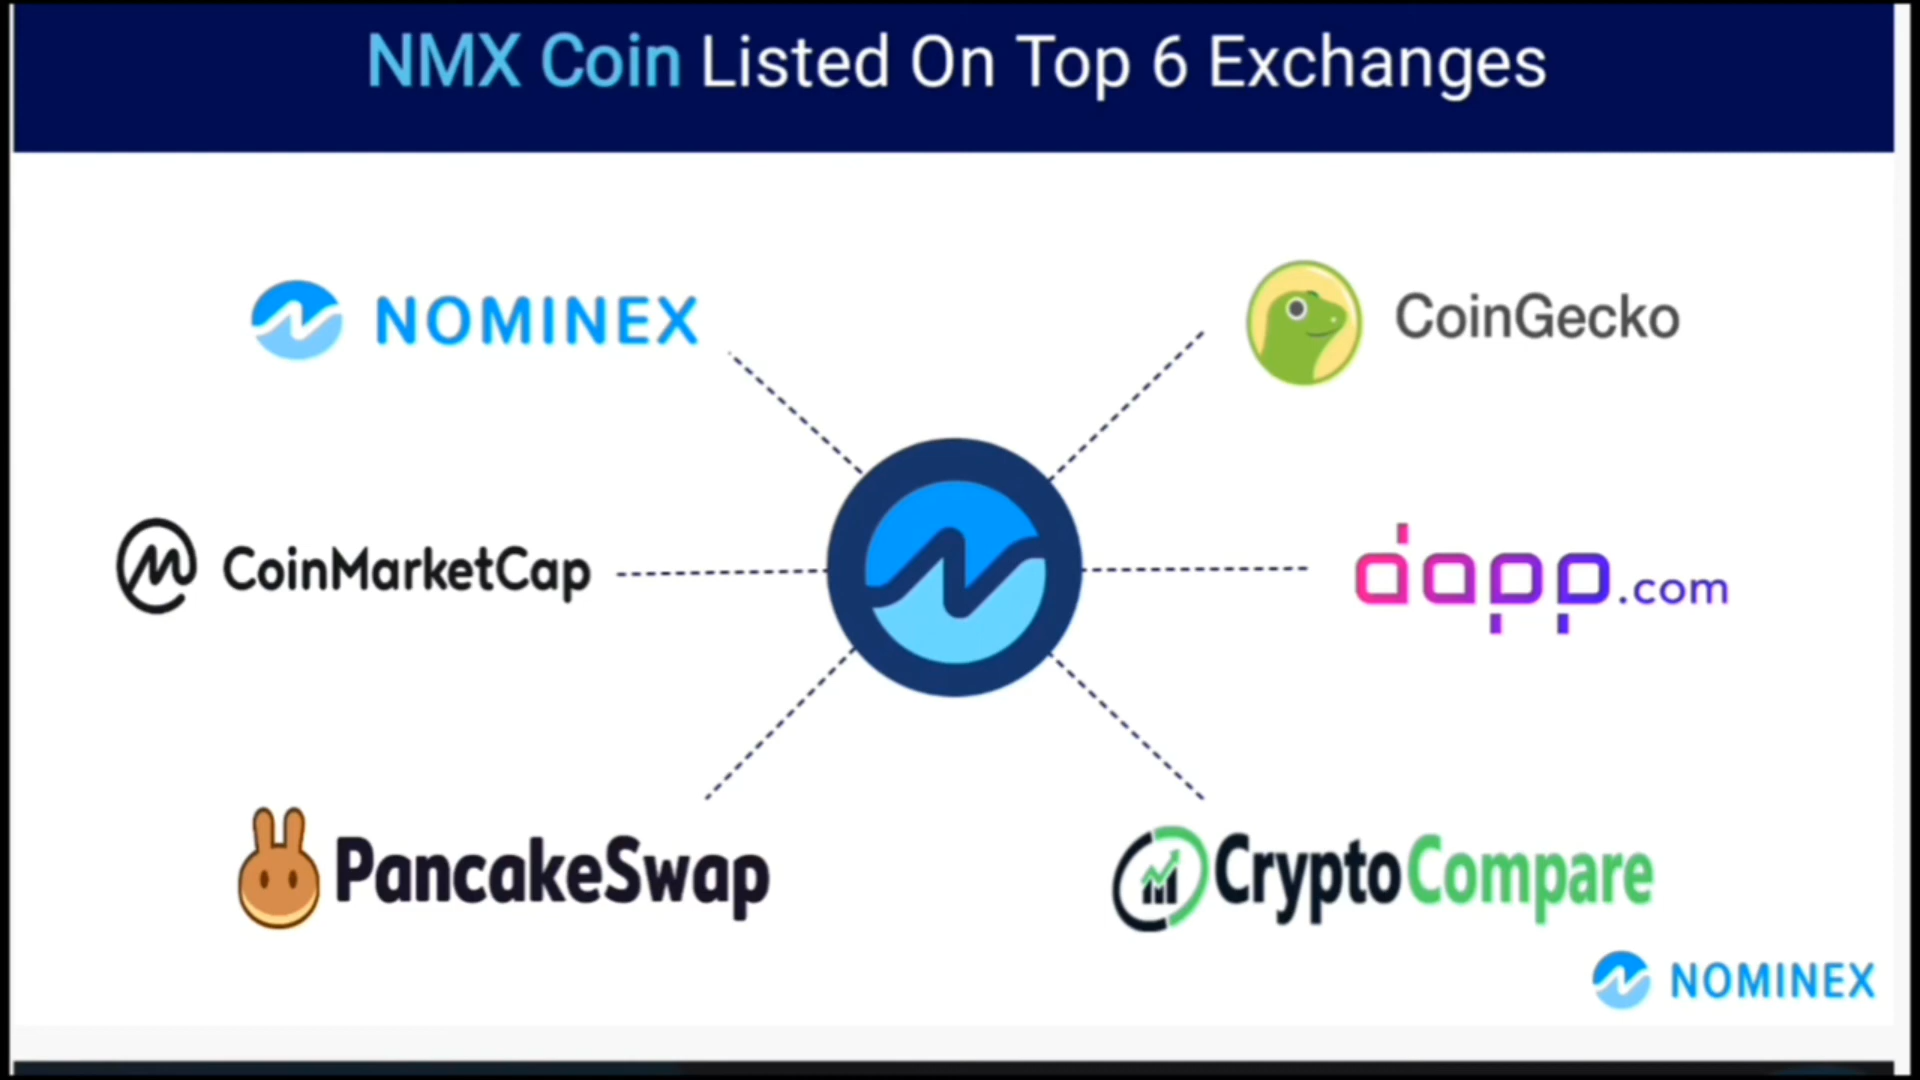 NMX Coin Listed On Top 6 Exchanges
NOMINEX
CoinGecko
CoinMarketCap
dapp.com
PancakeSwap
CryptoCompare
NOMINEX